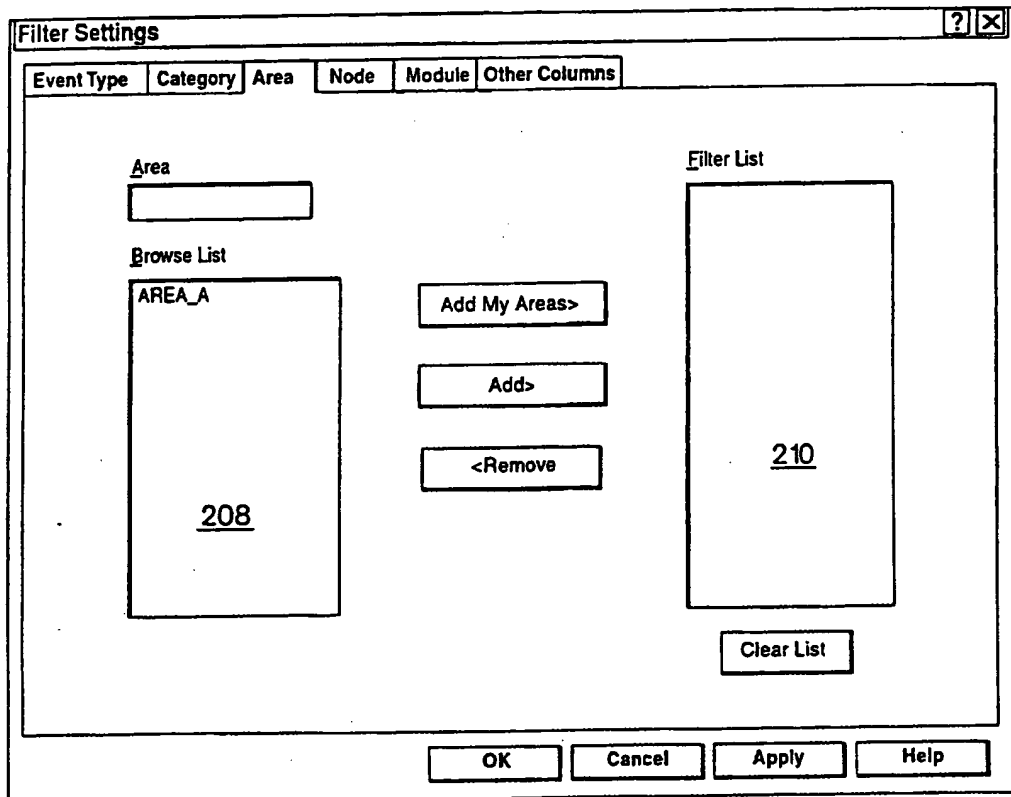 Filter Settings
? X
Event Type Category Area Node Module Other Columns
Area
Filter List
Browse List
AREA_A
Add My Areas>
Add>
<Remove
208
210
Clear List
OK Cancel Apply Help